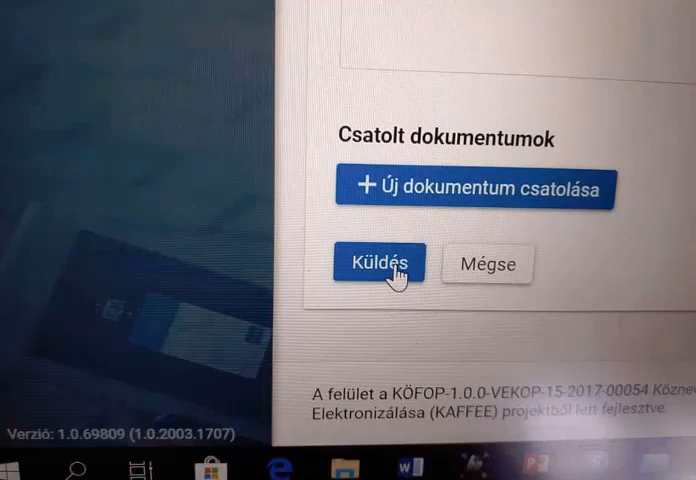 Csatolt dokumentumok
+ Új dokumentum csatolása
Küldés
Mégse
A felület a KÖFOP-1.0.0-VEKOP-15-2017-00054 Köznev
Elektronizálása (KAFFEE) projektből lett fejlesztve.
Verzió: 1.0.69809 (1.0.2003.1707)